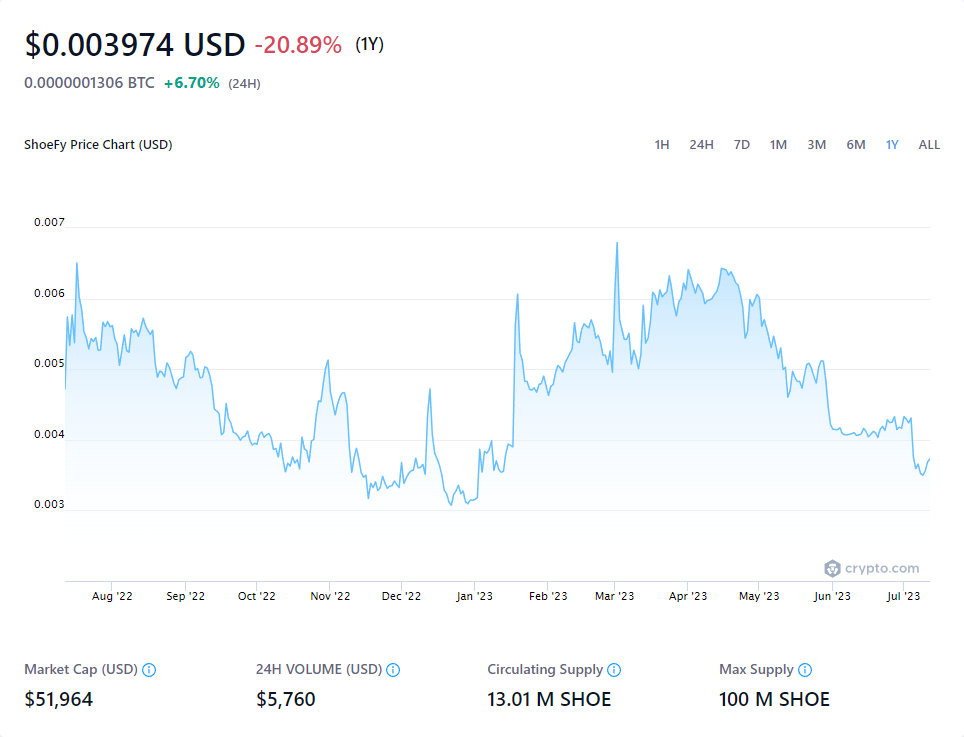 $0.003974 USD -20.89% (1Y)
0.0000001306 BTC +6.70% (24H)
ShoeFy Price Chart (USD) 1H 24H 7D 1M 3M 6M 1Y ALL
0.007
0.006
0.005
0.004
0.003
crypto.com
Aug '22 Sep '22 Oct '22 Nov '22 Dec '22 Jan '23 Feb '23 Mar '23 Apr '23 May '23 Jun '23 Jul '23
Market Cap (USD) 24H VOLUME (USD) Circulating Supply Max Supply
$51,964 $5,760 13.01 M SHOE 100 M SHOE